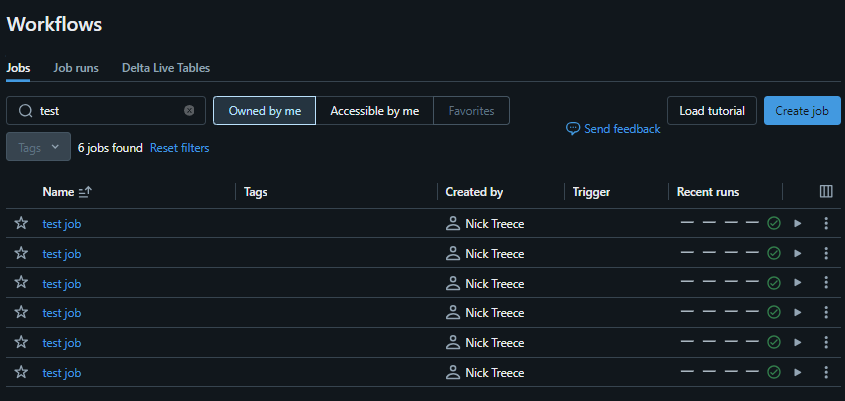 Workflows
Jobs Job runs Delta Live Tables
test Owned by me Accessible by me Favorites Send feedback Load tutorial Create job
Tags 6 jobs found Reset filters
Name Tags Created by Trigger Recent runs
test job Nick Treece
test job Nick Treece
test job Nick Treece
test job Nick Treece
test job Nick Treece
test job Nick Treece